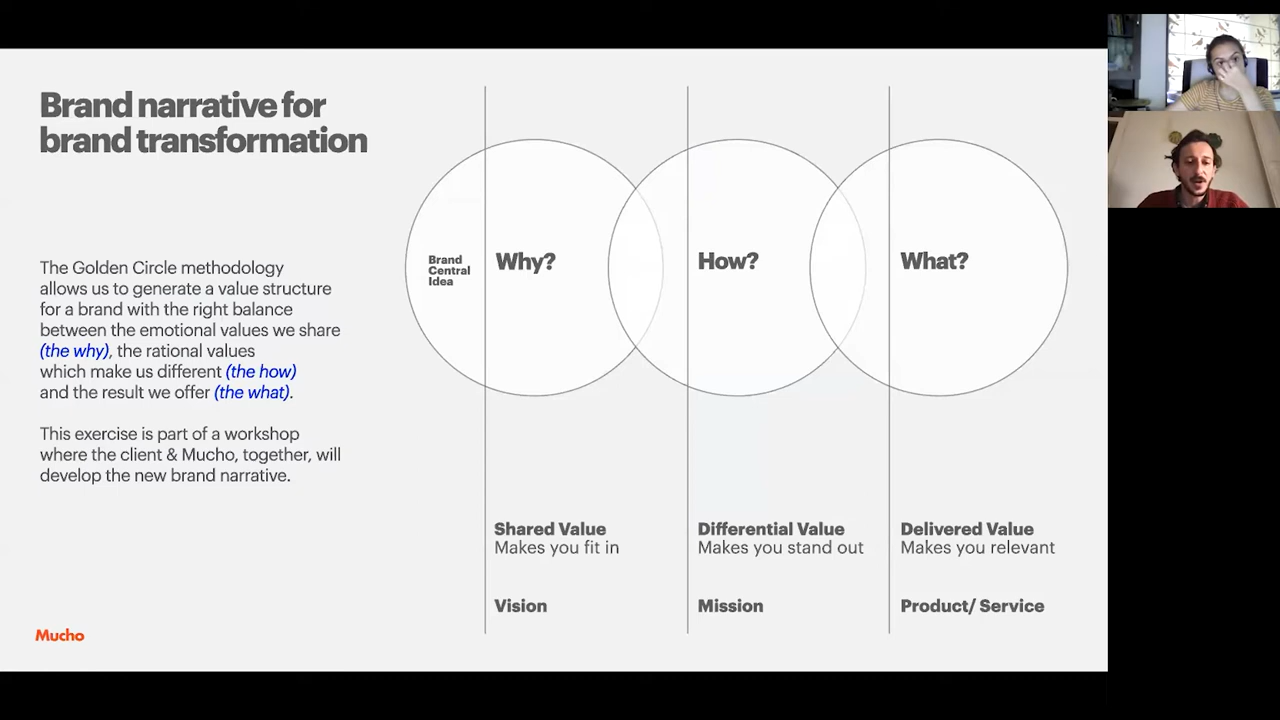 Brand narrative for
brand transformation
The Golden Circle methodology
allows us to generate a value structure
for a brand with the right balance
between the emotional values we share
(the why), the rational values
which make us different (the how)
and the result we offer (the what).
This exercise is part of a workshop
where the client & Mucho, together, will
develop the new brand narrative.
Brand
Central
Idea
Why?
How?
What?
Shared Value
Makes you fit in
Differential Value
Makes you stand out
Delivered Value
Makes you relevant
Vision
Mission
Product/ Service
Mucho